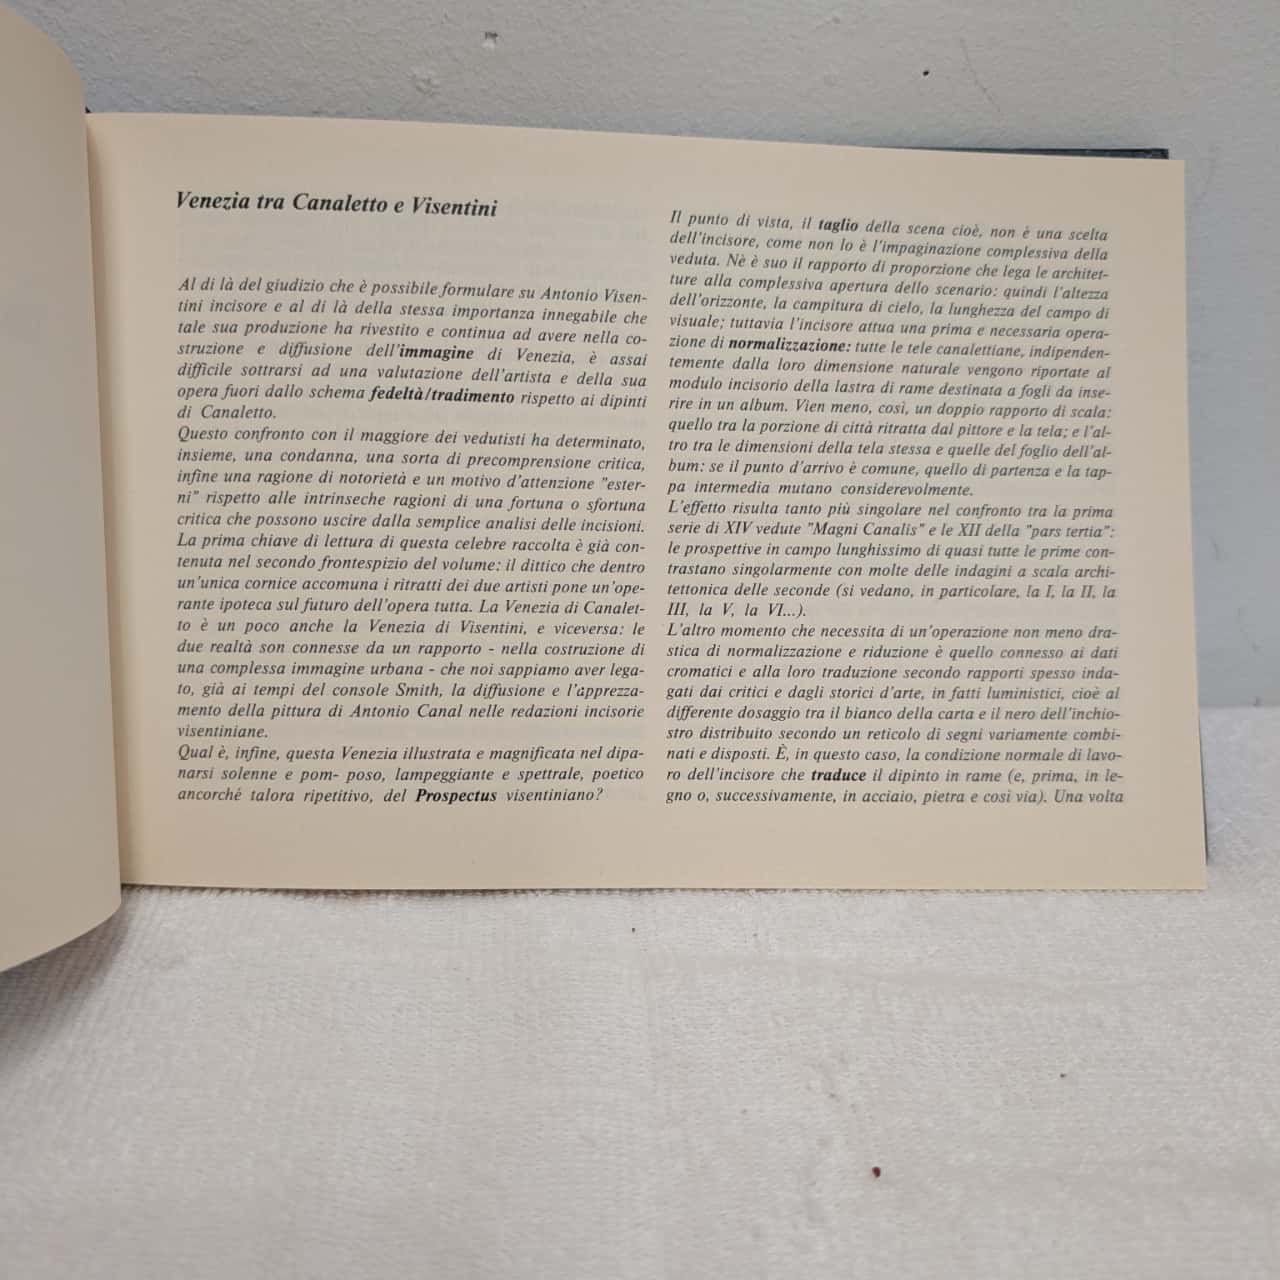 Venezia tra Canaletto e Visentini
Al di là del giudizio che è possibile formulare su Antonio Visen-
tini incisore e al di là della stessa importanza innegabile che
tale sua produzione ha rivestito e continua ad avere nella co-
struzione e diffusione dell'immagine di Venezia, è assai
difficile sottrarsi ad una valutazione dell'artista e della sua
opera fuori dallo schema fedeltà/tradimento rispetto ai dipinti
di Canaletto.
Questo confronto con il maggiore dei vedutisti ha determinato,
insieme, una condanna, una sorta di precomprensione critica,
infine una ragione di notorietà e un motivo d'attenzione "ester-
ni" rispetto alle intrinseche ragioni di una fortuna o sfortuna
critica che possono uscire dalla semplice analisi delle incisioni.
La prima chiave di lettura di questa celebre raccolta è già con-
tenuta nel secondo frontespizio del volume: il dittico che dentro
un'unica cornice accomuna i ritratti dei due artisti pone un'ope-
rante ipoteca sul futuro dell'opera tutta. La Venezia di Canalet-
to è un poco anche la Venezia di Visentini, e viceversa: le
due realtà son connesse da un rapporto - nella costruzione di
una complessa immagine urbana - che noi sappiamo aver lega-
to, già ai tempi del console Smith, la diffusione e l'apprezza-
mento della pittura di Antonio Canal nelle redazioni incisorie
visentiniane.
Qual è, infine, questa Venezia illustrata e magnificata nel dipa-
narsi solenne e pom- poso, lampeggiante e spettrale, poetico
ancorché talora ripetitivo, del Prospectus visentiniano?
Il punto di vista, il taglio della scena cioè, non è una scelta
dell'incisore, come non lo è l'impaginazione complessiva della
veduta. Nè è suo il rapporto di proporzione che lega le architet-
ture alla complessiva apertura dello scenario: quindi l'altezza
dell'orizzonte, la campitura di cielo, la lunghezza del campo di
visuale; tuttavia l'incisore attua una prima e necessaria opera-
zione di normalizzazione: tutte le tele canalettiane, indipenden-
temente dalla loro dimensione naturale vengono riportate al
modulo incisorio della lastra di rame destinata a fogli da inse-
rire in un album. Vien meno, così, un doppio rapporto di scala:
quello tra la porzione di città ritratta dal pittore e la tela; e l'al-
tro tra le dimensioni della tela stessa e quelle del foglio dell'al-
bum: se il punto d'arrivo è comune, quello di partenza e la tap-
pa intermedia mutano considerevolmente.
L'effetto risulta tanto più singolare nel confronto tra la prima
serie di XIV vedute "Magni Canalis" e le XII della "pars tertia":
le prospettive in campo lunghissimo di quasi tutte le prime con-
trastano singolarmente con molte delle indagini a scala archi-
tettonica delle seconde (si vedano, in particolare, la I, la II, la
III, la V, la VI...).
L'altro momento che necessita di un'operazione non meno dra-
stica di normalizzazione e riduzione è quello connesso ai dati
cromatici e alla loro traduzione secondo rapporti spesso inda-
gati dai critici e dagli storici d'arte, in fatti luministici, cioè al
differente dosaggio tra il bianco della carta e il nero dell'inchio-
stro distribuito secondo un reticolo di segni variamente combi-
nati e disposti. È, in questo caso, la condizione normale di lavo-
ro dell'incisore che traduce il dipinto in rame (e, prima, in le-
gno o, successivamente, in acciaio, pietra e così via). Una volta